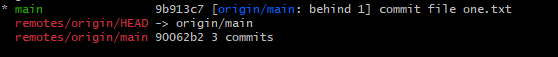 * main 9b913c7 [origin/main: behind 1] commit file one.txt
remotes/origin/HEAD -> origin/main
remotes/origin/main 90062b2 3 commits